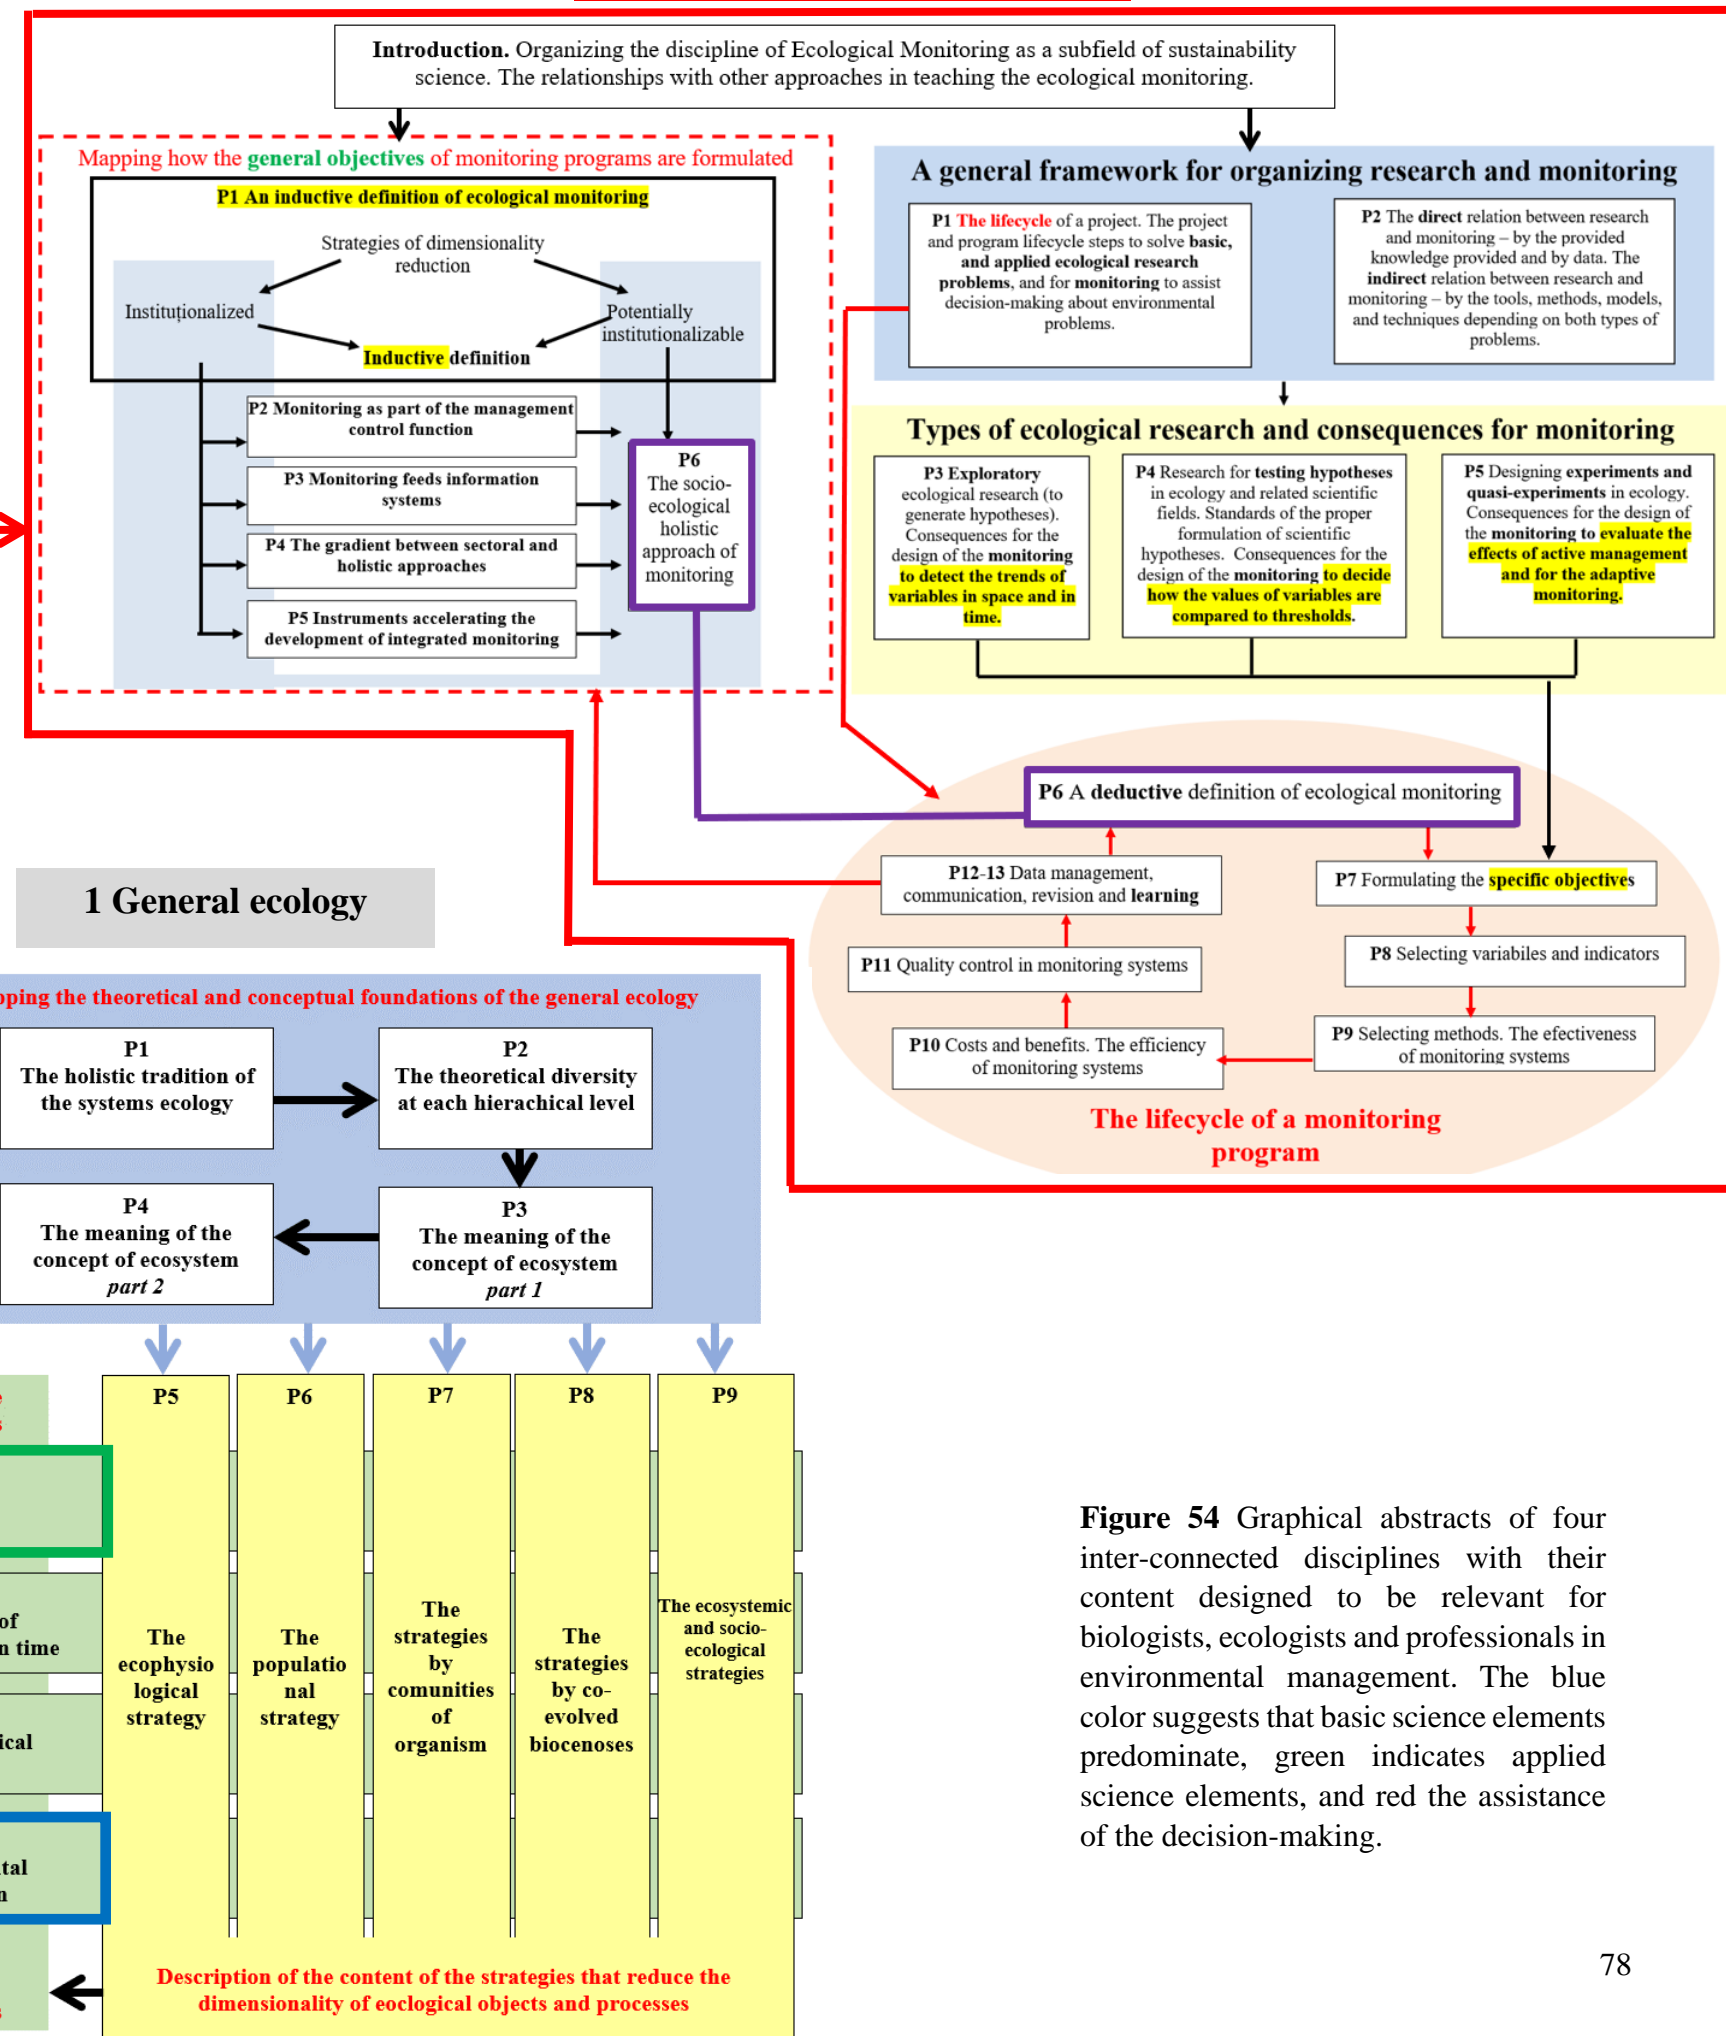 Introduction. Organizing the discipline of Ecological Monitoring as a subfield of sustainability
science. The relationships with other approaches in teaching the ecological monitoring.
Mapping how the general objectives of monitoring programs are formulated
P1 An inductive definition of ecological monitoring
Strategies of dimensionality
reduction
Instituționalized
Potentially
institutionalizable
Inductive definition
P2 Monitoring as part of the management
control function
P3 Monitoring feeds information
systems
P4 The gradient between sectoral and
holistic approaches
P5 Instruments accelerating the
development of integrated monitoring
P6
The socio-
ecological
holistic
approach of
monitoring
A general framework for organizing research and monitoring
P1 The lifecycle of a project. The project
and program lifecycle steps to solve basic,
and applied ecological research
problems, and for monitoring to assist
decision-making about environmental
problems.
P2 The direct relation between research
and monitoring – by the provided
knowledge provided and by data. The
indirect relation between research and
monitoring – by the tools, methods, models,
and techniques depending on both types of
problems.
Types of ecological research and consequences for monitoring
P3 Exploratory
ecological research (to
generate hypotheses).
Consequences for the
design of the monitoring
to detect the trends of
variables in space and in
time.
P4 Research for testing hypotheses
in ecology and related scientific
fields. Standards of the proper
formulation of scientific
hypotheses. Consequences for the
design of the monitoring to decide
how the values of variables are
compared to thresholds.
P5 Designing experiments and
quasi-experiments in ecology.
Consequences for the design of
the monitoring to evaluate the
effects of active management
and for the adaptive
monitoring.
P6 A deductive definition of ecological monitoring
P12-13 Data management,
communication, revision and learning
P7 Formulating the specific objectives
P11 Quality control in monitoring systems
P8 Selecting variabiles and indicators
P10 Costs and benefits. The efficiency
of monitoring systems
P9 Selecting methods. The efectiveness
of monitoring systems
The lifecycle of a monitoring
program
1 General ecology
pping the theoretical and conceptual foundations of the general ecology
P1
The holistic tradition of
the systems ecology
P2
The theoretical diversity
at each hierachical level
P4
The meaning of the
concept of ecosystem
part 2
P3
The meaning of the
concept of ecosystem
part 1
P5
The
ecophysio
logical
strategy
P6
The
populatio
nal
strategy
P7
The
strategies
by
comunities
of
organism
P8
The
strategies
by co-
evolved
biocenoses
P9
The ecosystemic
and socio-
ecological
strategies
of
n time
ical
tal
n
Description of the content of the strategies that reduce the
dimensionality of eoclogical objects and processes
Figure 54 Graphical abstracts of four
inter-connected disciplines with their
content designed to be relevant for
biologists, ecologists and professionals in
environmental management. The blue
color suggests that basic science elements
predominate, green indicates applied
science elements, and red the assistance
of the decision-making.
78